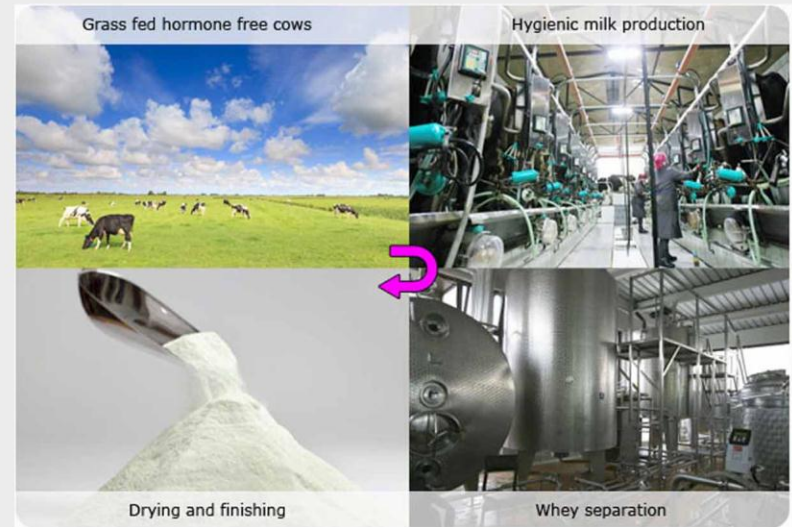 Grass fed hormone free cows
Hygienic milk production
Drying and finishing
Whey separation